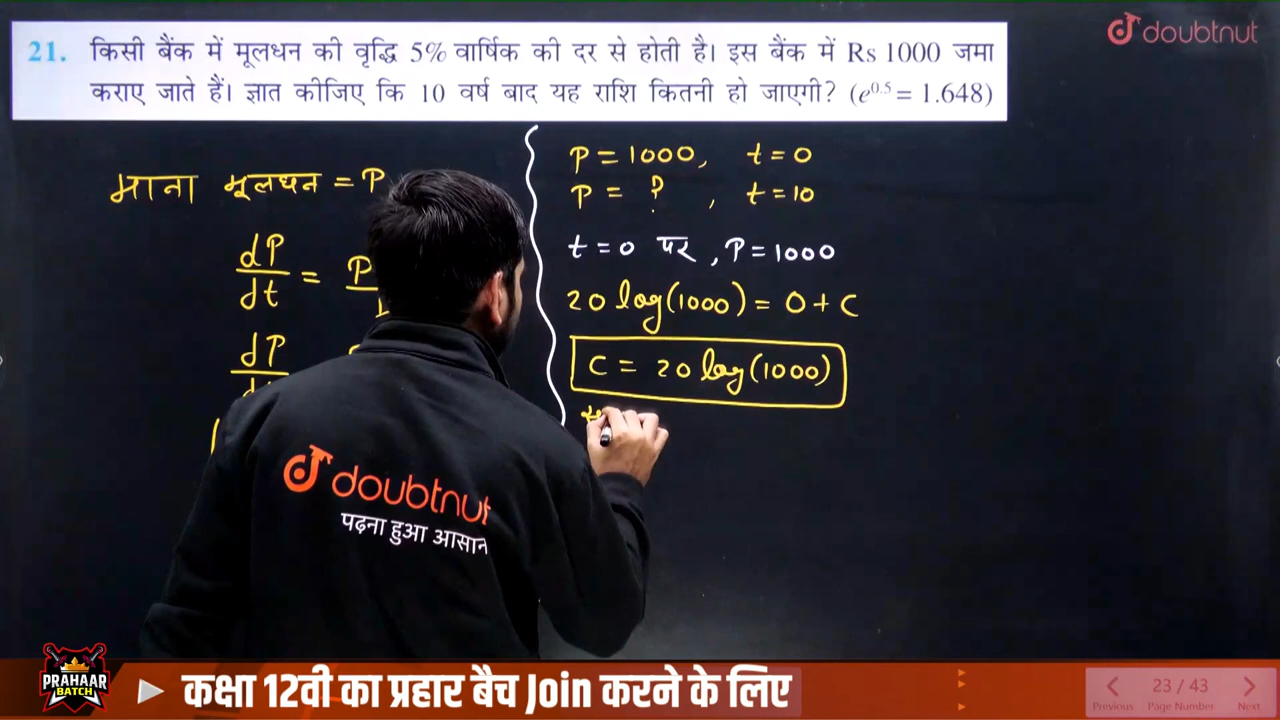 21. किसी बैंक में मूलधन की वृद्धि 5% वार्षिक की दर से होती है। इस बैंक में Rs 1000 जमा
कराए जाते हैं। ज्ञात कीजिए कि 10 वर्ष बाद यह राशि कितनी हो जाएगी? (e^0.5 = 1.648)
doubtnut
माना मूलधन = P
dP/dt = P
dP
P = 1000, t = 0
P = ? , t = 10
t = 0 पर, P = 1000
20 log(1000) = 0 + C
C = 20 log(1000)
doubtnut
पढ़ना हुआ आसान
PRAHAAR
BATCH
कक्षा 12वी का प्रहार बैच Join करने के लिए
23 / 43
Previous Page Number Next